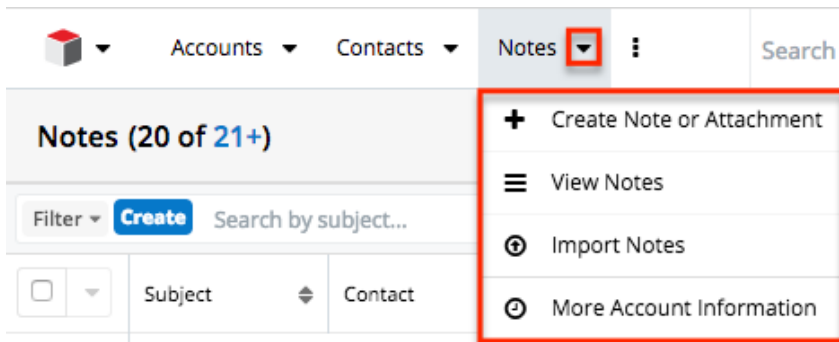 Accounts Contacts Notes Search
Notes (20 of 21+)
Filter Create Search by subject...
Subject Contact
Create Note or Attachment
View Notes
Import Notes
More Account Information